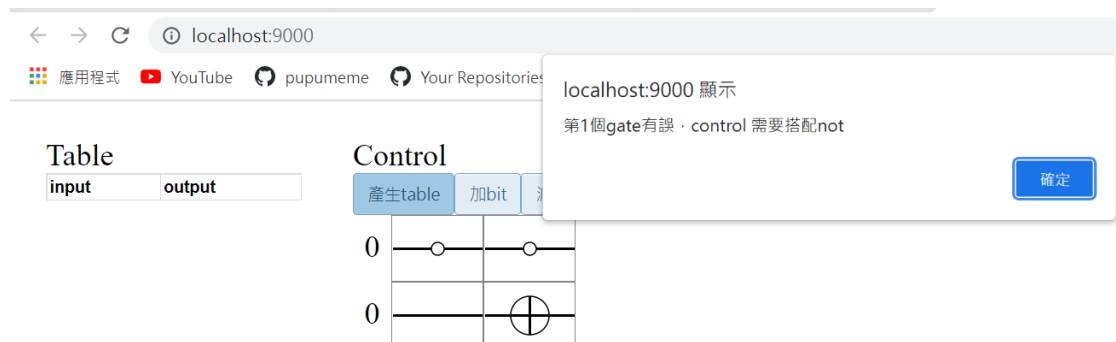 localhost:9000
應用程式 YouTube pupumeme Your Repositories
localhost:9000 顯示
第1個gate有誤，control 需要搭配not
確定
Table
input output
Control
產生table 加bit
0
0